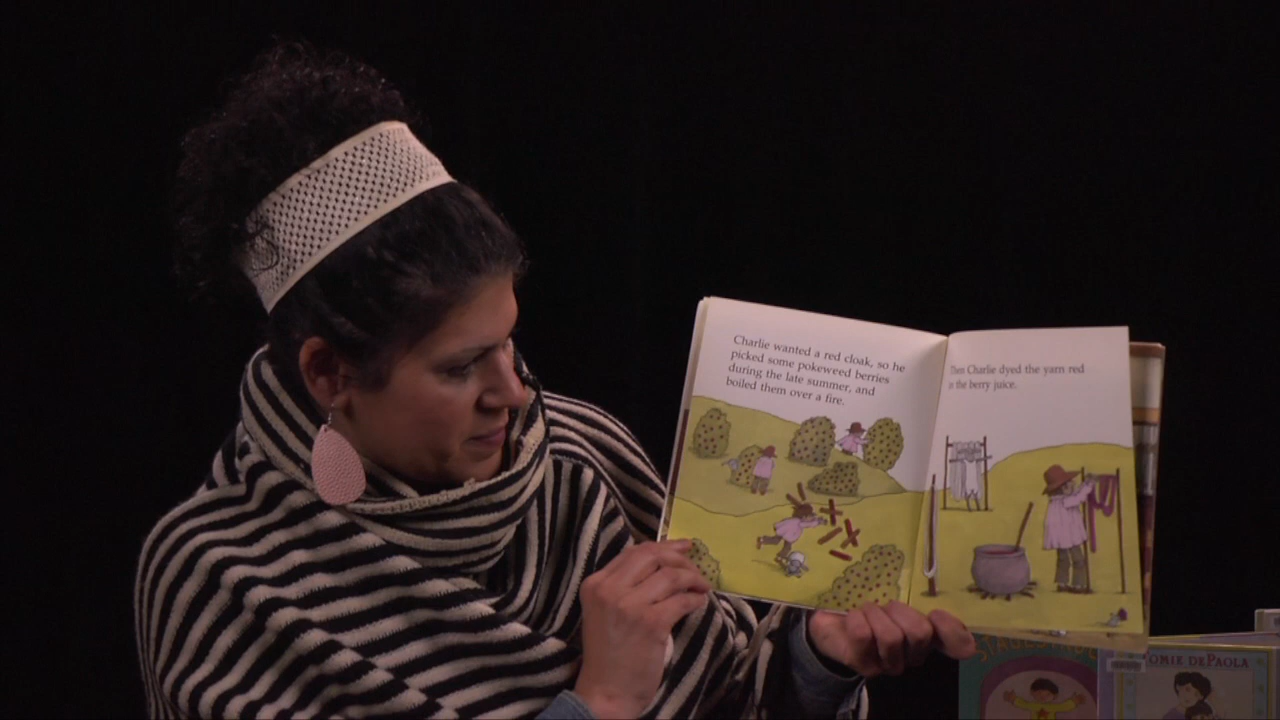 Charlie wanted a red cloak, so he
picked some pokeweed berries
during the late summer, and
boiled them over a fire.
Then Charlie dyed the yarn red
in the berry juice.
TOMIE DEPAOLA